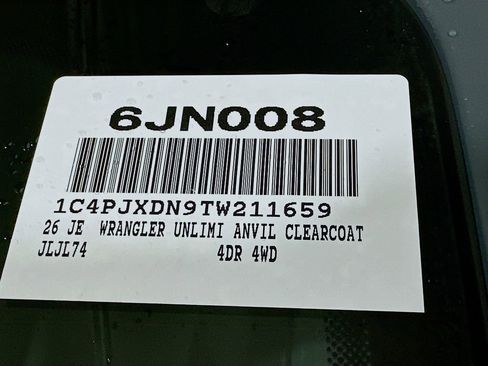 6JN008
1C4PJXDN9TW211659
26 JE WRANGLER UNLIMI ANVIL CLEARCOAT
JLJL74 4DR 4WD